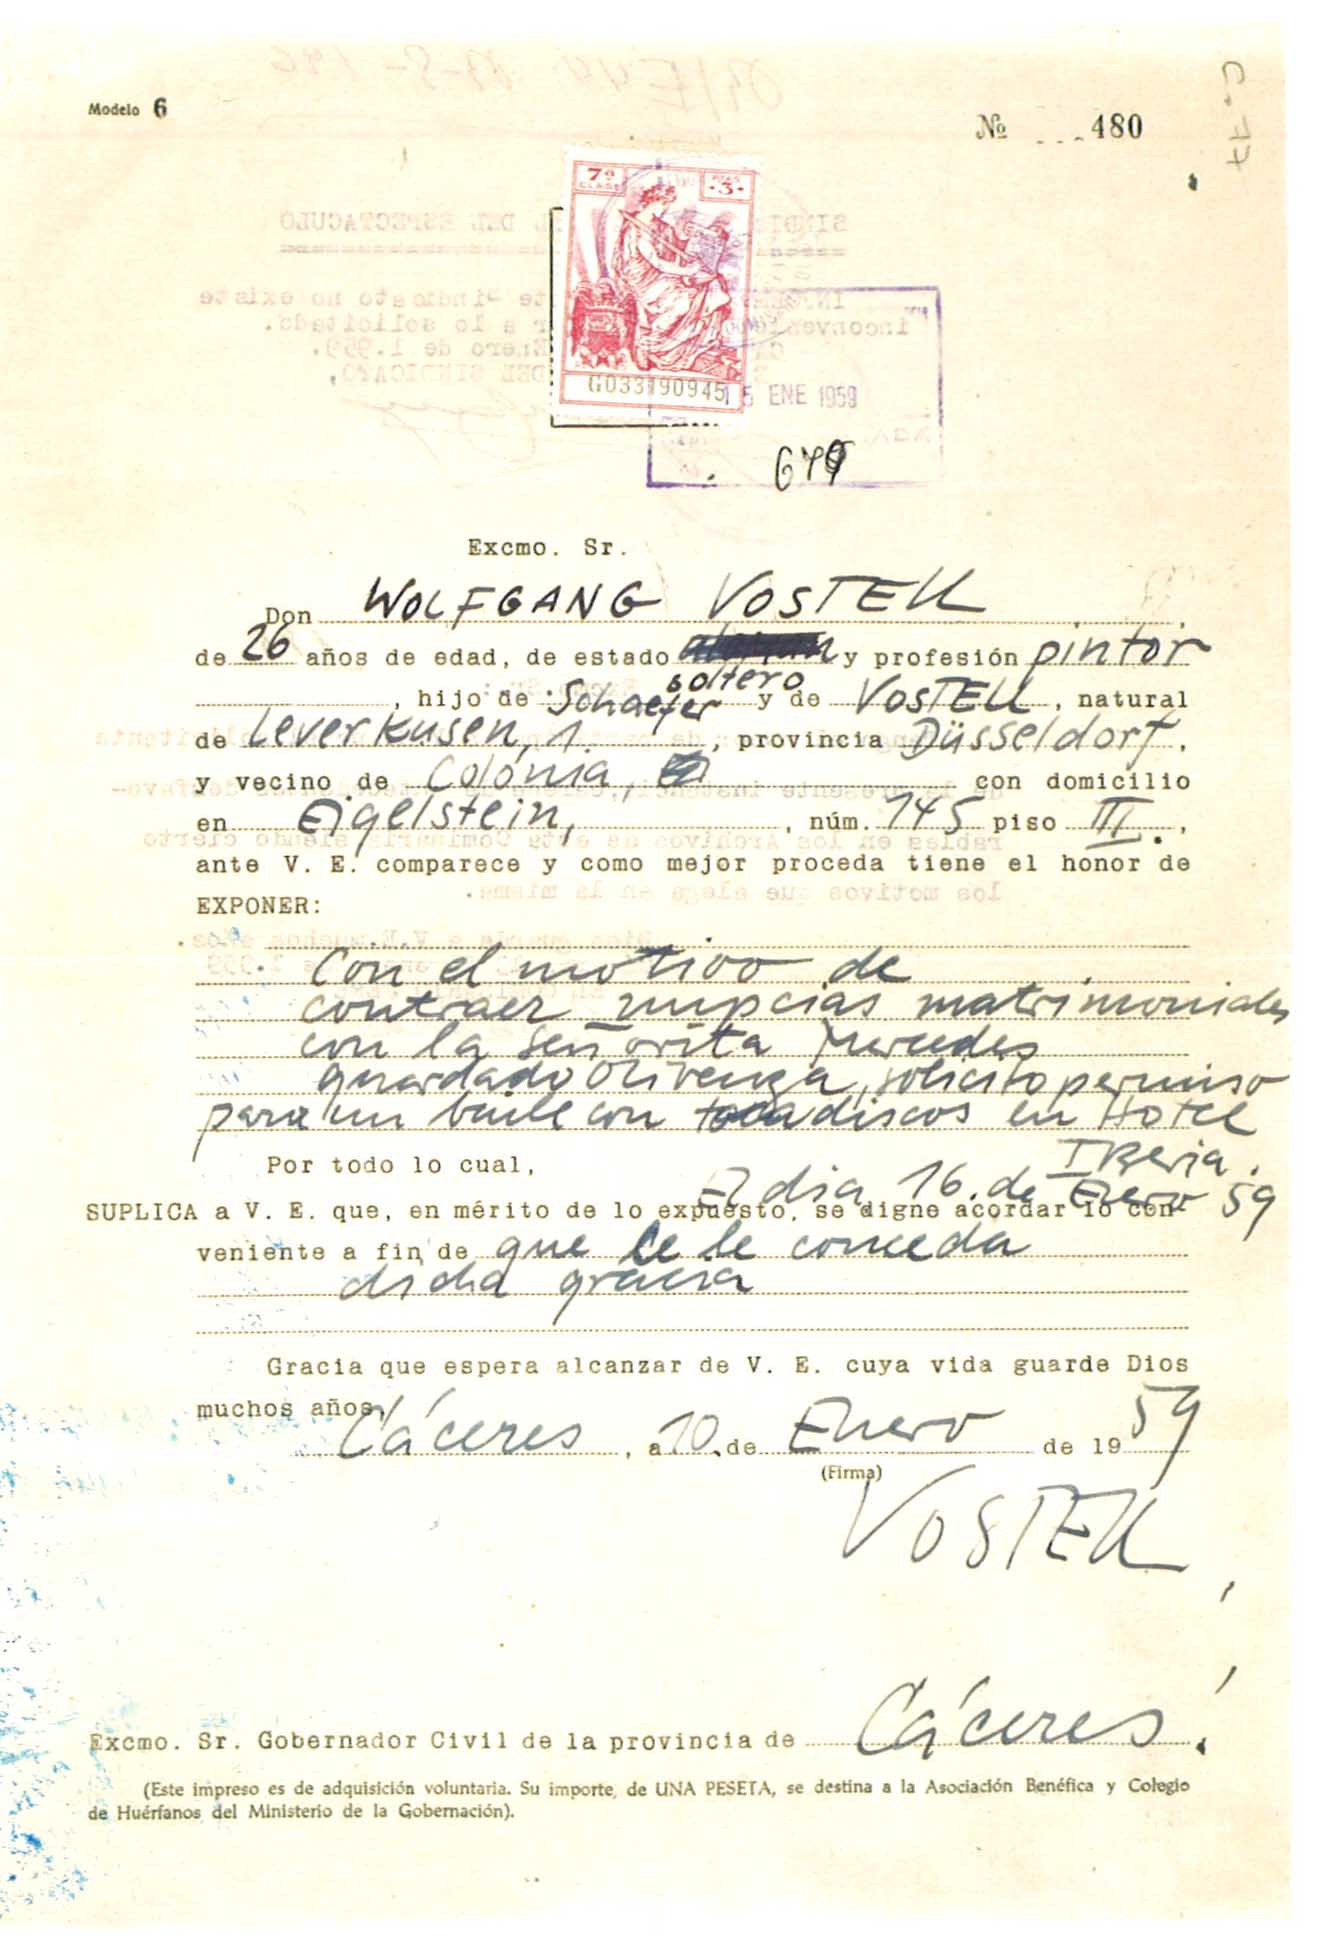 Modelo 6
Nº 480
7ª CLASE
PTAS 3
G033190945
15 ENE 1959
Excmo. Sr.
Don WOLFGANG VOSTELL
de 26 años de edad, de estado y profesión pintor
soltero
, hijo de Schaefer y de VOSTELL, natural
de Leverkusen, 1, provincia Düsseldorf.
y vecino de Colónia, con domicilio
en Eigelstein, , núm. 145 piso III.,
ante V. E. comparece y como mejor proceda tiene el honor de
EXPONER:
Con el motivo de
contraer nupcias matrimoniales
con la señorita Mercedes
guardado Olivenza, solicito permiso
para un baile con tocadiscos en Hotel
IBeria.
Por todo lo cual,
El dia 16. de Enero 59
SUPLICA a V. E. que, en mérito de lo expuesto, se digne acordar lo con-
veniente a fin de que se le conceda
dicha gracia
Gracia que espera alcanzar de V. E. cuya vida guarde Dios
muchos años,
Cáceres, a 10. de Enero de 1959
(Firma)
VOSTELL
Excmo. Sr. Gobernador Civil de la provincia de Cáceres.
(Este impreso es de adquisición voluntaria. Su importe, de UNA PESETA, se destina a la Asociación Benéfica y Colegio
de Huérfanos del Ministerio de la Gobernación).